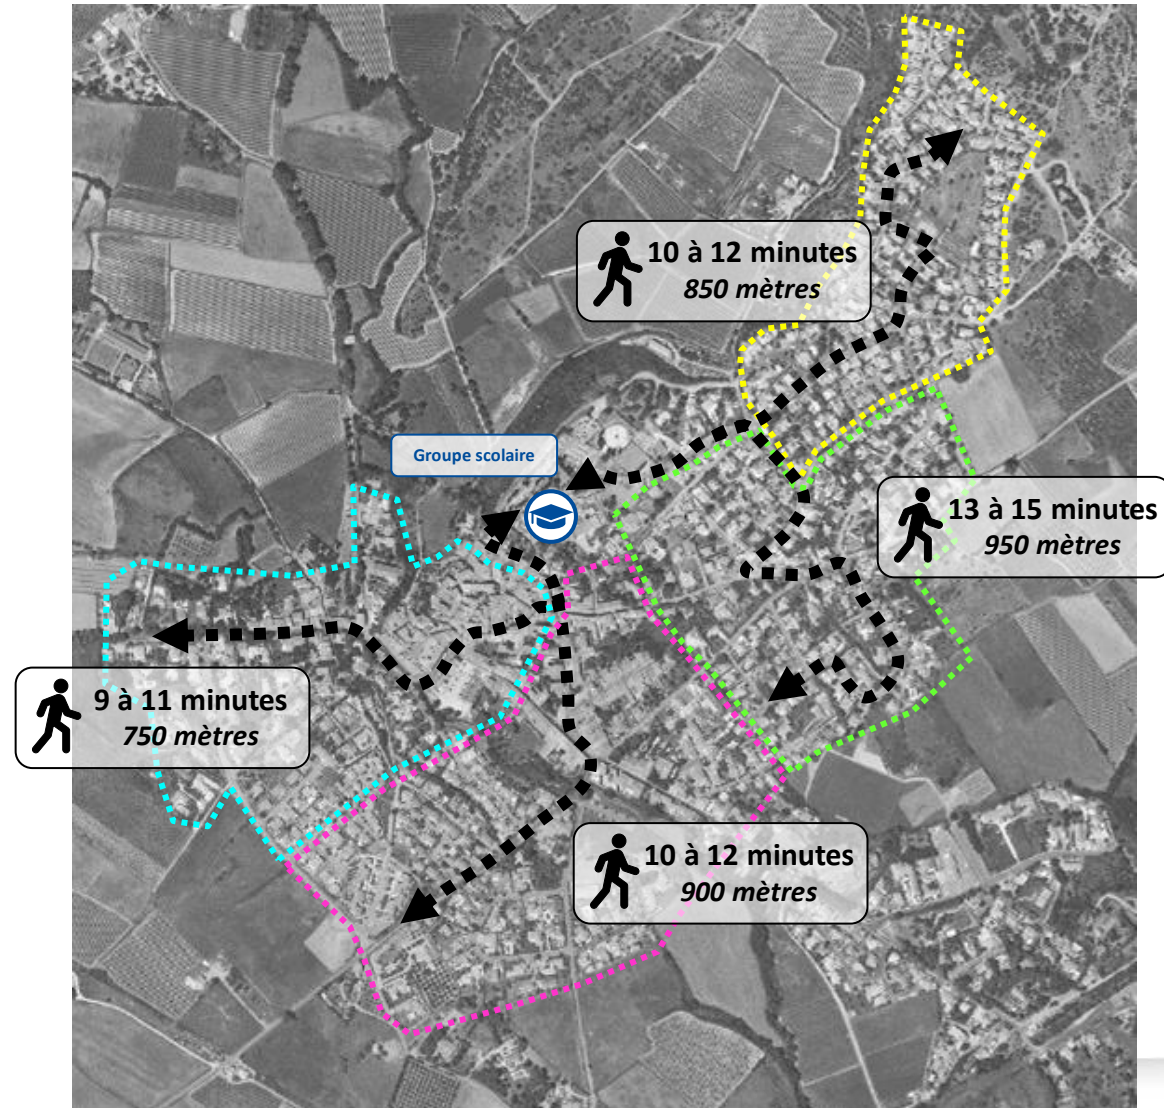 10 à 12 minutes
850 mètres
Groupe scolaire
13 à 15 minutes
950 mètres
9 à 11 minutes
750 mètres
10 à 12 minutes
900 mètres